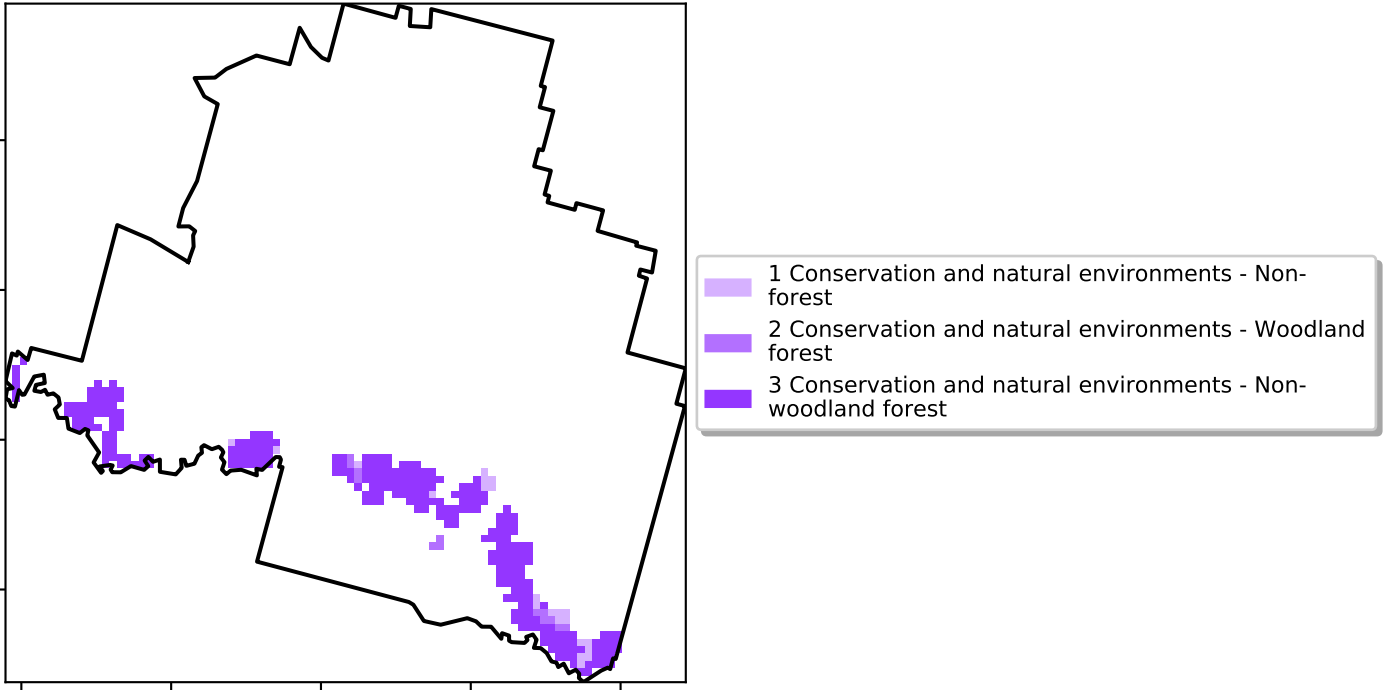 1 Conservation and natural environments - Non-
forest
2 Conservation and natural environments - Woodland
forest
3 Conservation and natural environments - Non-
woodland forest